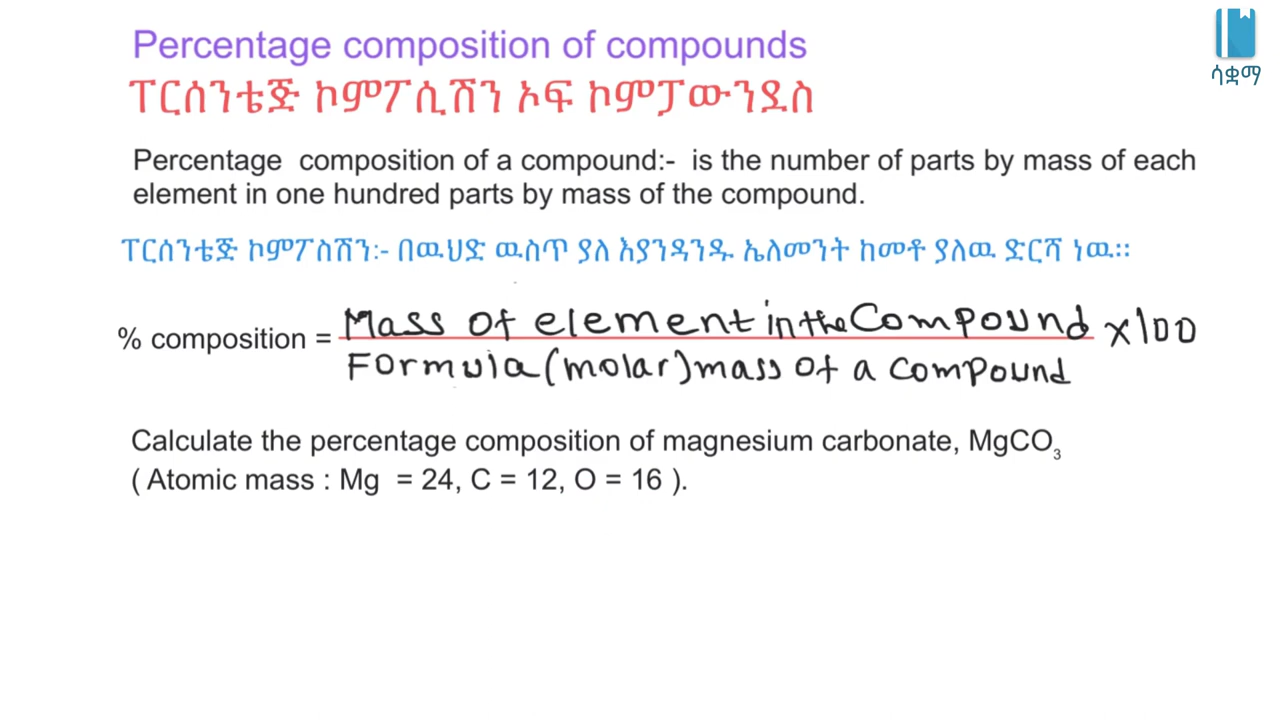 Percentage composition of compounds
ሳቋማ
ፐርሰንቴጅ ኮምፖሲሽን ኦፍ ኮምፓውንደስ
Percentage composition of a compound:- is the number of parts by mass of each
element in one hundred parts by mass of the compound.
ፐርሰንቴጅ ኮምፖስሽን:- በዉህድ ዉስጥ ያለ እያንዳንዱ ኤለመንት ከመቶ ያለዉ ድርሻ ነዉ፡፡
% composition = Mass of element in the Compound x100
Formula (molar) mass of a compound
Calculate the percentage composition of magnesium carbonate, MgCO₃
( Atomic mass : Mg = 24, C = 12, O = 16 ).